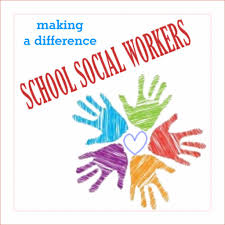 making
a difference
SCHOOL SOCIAL WORKERS